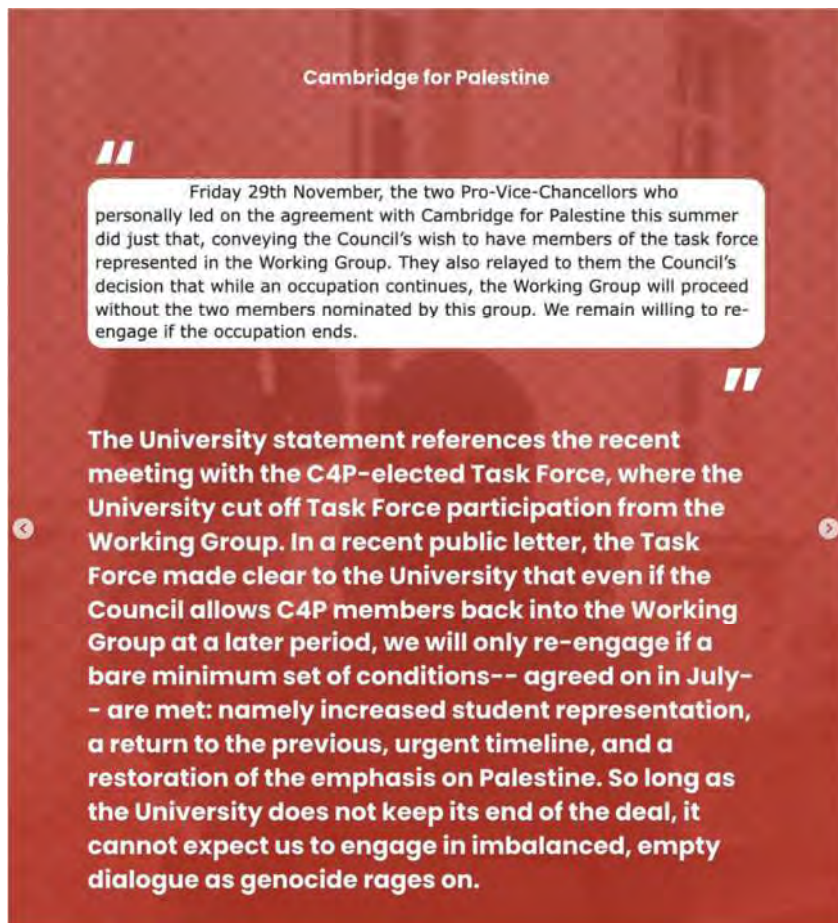 Cambridge for Palestine
“
Friday 29th November, the two Pro-Vice-Chancellors who
personally led on the agreement with Cambridge for Palestine this summer
did just that, conveying the Council’s wish to have members of the task force
represented in the Working Group. They also relayed to them the Council’s
decision that while an occupation continues, the Working Group will proceed
without the two members nominated by this group. We remain willing to re-
engage if the occupation ends.
”
The University statement references the recent
meeting with the C4P-elected Task Force, where the
University cut off Task Force participation from the
Working Group. In a recent public letter, the Task
Force made clear to the University that even if the
Council allows C4P members back into the Working
Group at a later period, we will only re-engage if a
bare minimum set of conditions-- agreed on in July-
- are met: namely increased student representation,
a return to the previous, urgent timeline, and a
restoration of the emphasis on Palestine. So long as
the University does not keep its end of the deal, it
cannot expect us to engage in imbalanced, empty
dialogue as genocide rages on.